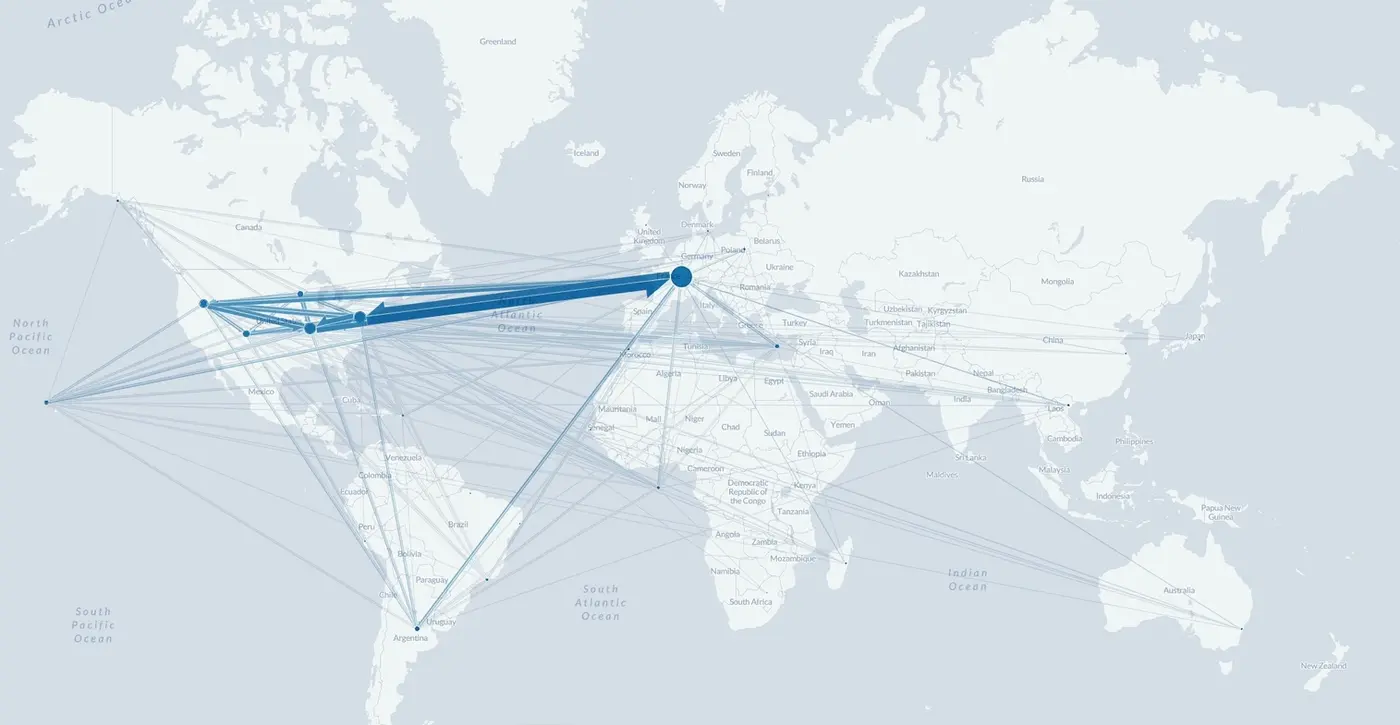 Arctic Ocea
Greenland
Iceland
Sweden
Finland
Norway
Russia
Canada
United
Kingdom
Denmark
Poland
Belarus
Germany
Ukraine
Kazakhstan
Mongolia
Romania
North
Pacific
Ocean
North
Atlantic
Ocean
Spain
Italy
Greece
Turkey
Uzbekistan
Kyrgyzstan
Turkmenistan
Tajikistan
Japan
China
Tunisia
Syria
Morocco
Iraq
Iran
Afghanistan
Algeria
Libya
Egypt
Pakistan
Nepal
Mexico
Cuba
Saudi Arabia
Oman
India
Bangladesh
Laos
Mauritania
Mali
Niger
Chad
Sudan
Yemen
Senegal
Cambodia
Philippines
Venezuela
Nigeria
Ethiopia
Sri Lanka
Colombia
Cameroon
Maldives
Malaysia
Ecuador
Democratic
Republic of
the Congo
Kenya
Indonesia
Peru
Brazil
Tanzania
Papua New
Guinea
Angola
Zambia
Bolivia
Mozambique
Paraguay
Namibia
Indian
Ocean
Australia
Chile
South
Atlantic
Ocean
South Africa
South
Pacific
Ocean
Uruguay
Argentina
New Zealand